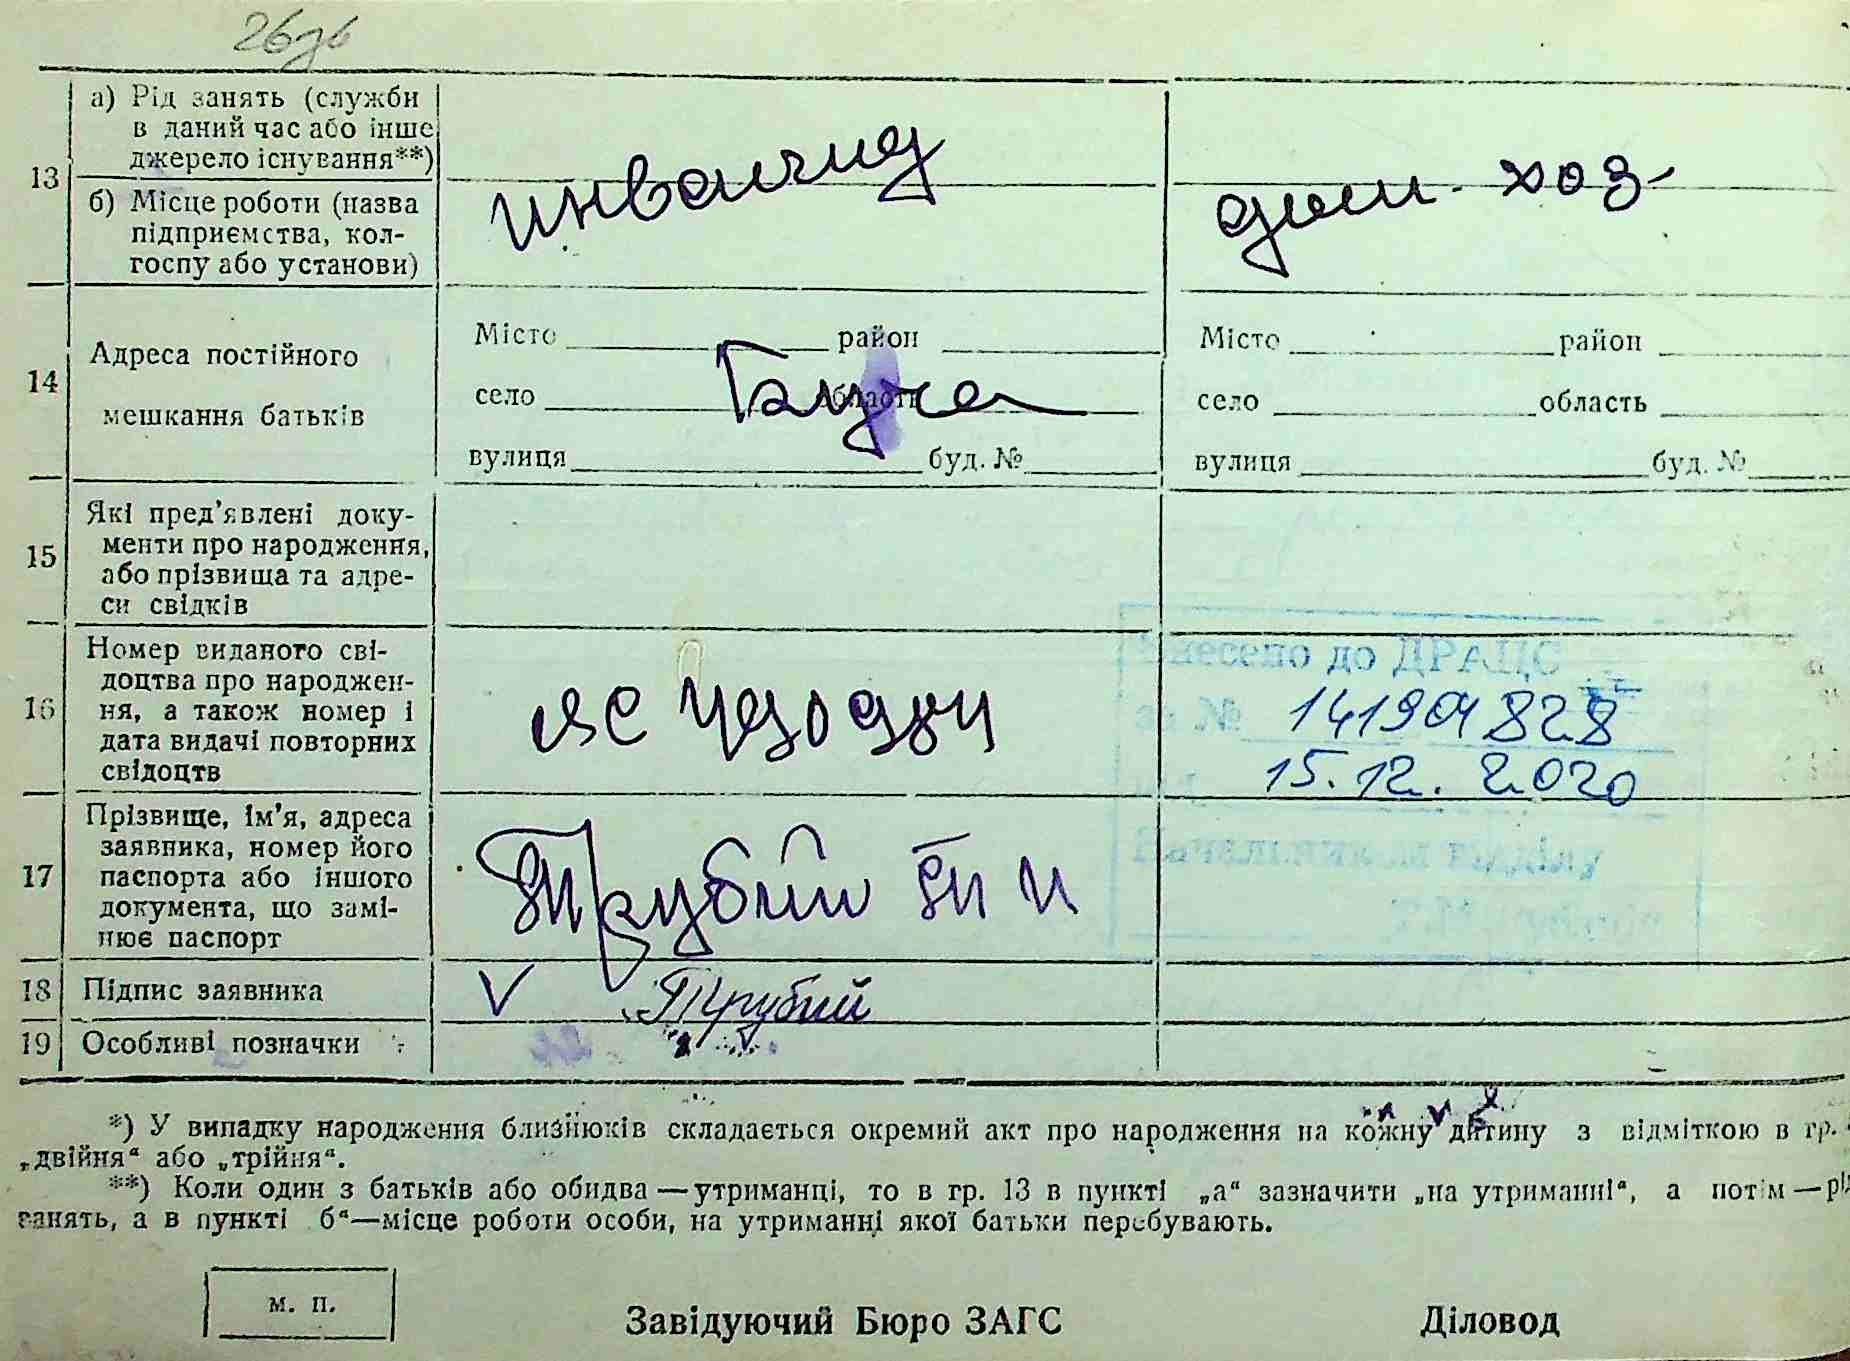 26зв
13
а) Рід занять (служби
в даний час або інше
джерело існування**)
б) Місце роботи (назва
підприємства, кол-
госпу або установи)
инвалид
дом. хоз.
14
Адреса постійного
мешкання батьків
Місто район
село область
вулиця буд. №
Буча
Місто район
село область
вулиця буд. №
15
Які пред'явлені доку-
менти про народження,
або прізвища та адре-
си свідків
16
Номер виданого сві-
доцтва про народжен-
ня, а також номер і
дата видачі повторних
свідоцтв
Внесено до ДРАЦС
за № 141904828
15.12.2020
Начальник відділу
17
Прізвище, ім'я, адреса
заявника, номер його
паспорта або іншого
документа, що замі-
нює паспорт
Трубий
18
Підпис заявника
V Трубий
19
Особливі позначки
*) У випадку народження близнюків складається окремий акт про народження на кожну дитину з відміткою в гр.
„двійня“ або „трійня“.
**) Коли один з батьків або обидва—утриманці, то в гр. 13 в пункті „а“ зазначити „на утриманні“, а потім—рід
занять, а в пункті б“—місце роботи особи, на утриманні якої батьки перебувають.
м. п.
Завідуючий Бюро ЗАГС
Діловод